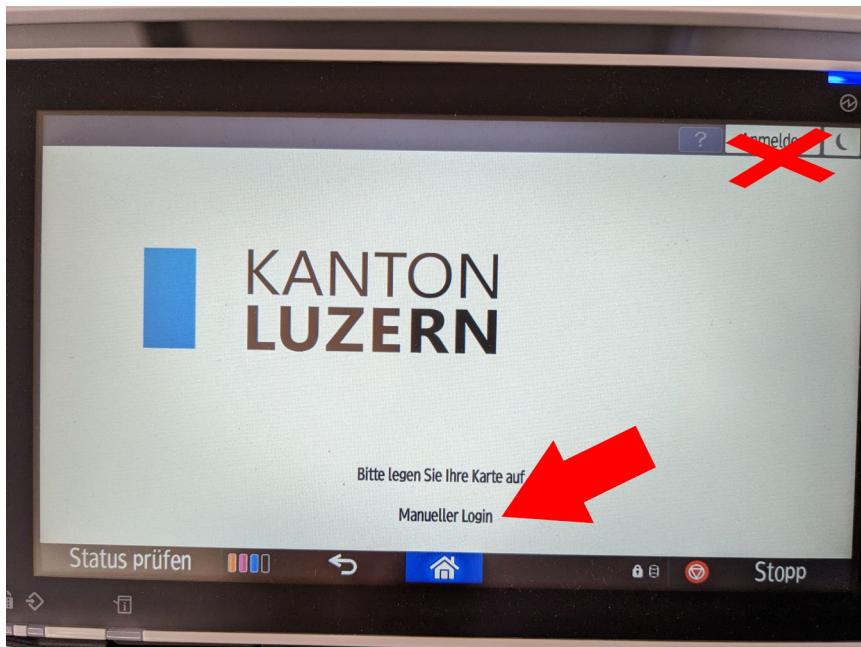 ?
KANTON
LUZERN
Bitte legen Sie Ihre Karte auf
Manueller Login
Status prüfen
Stopp